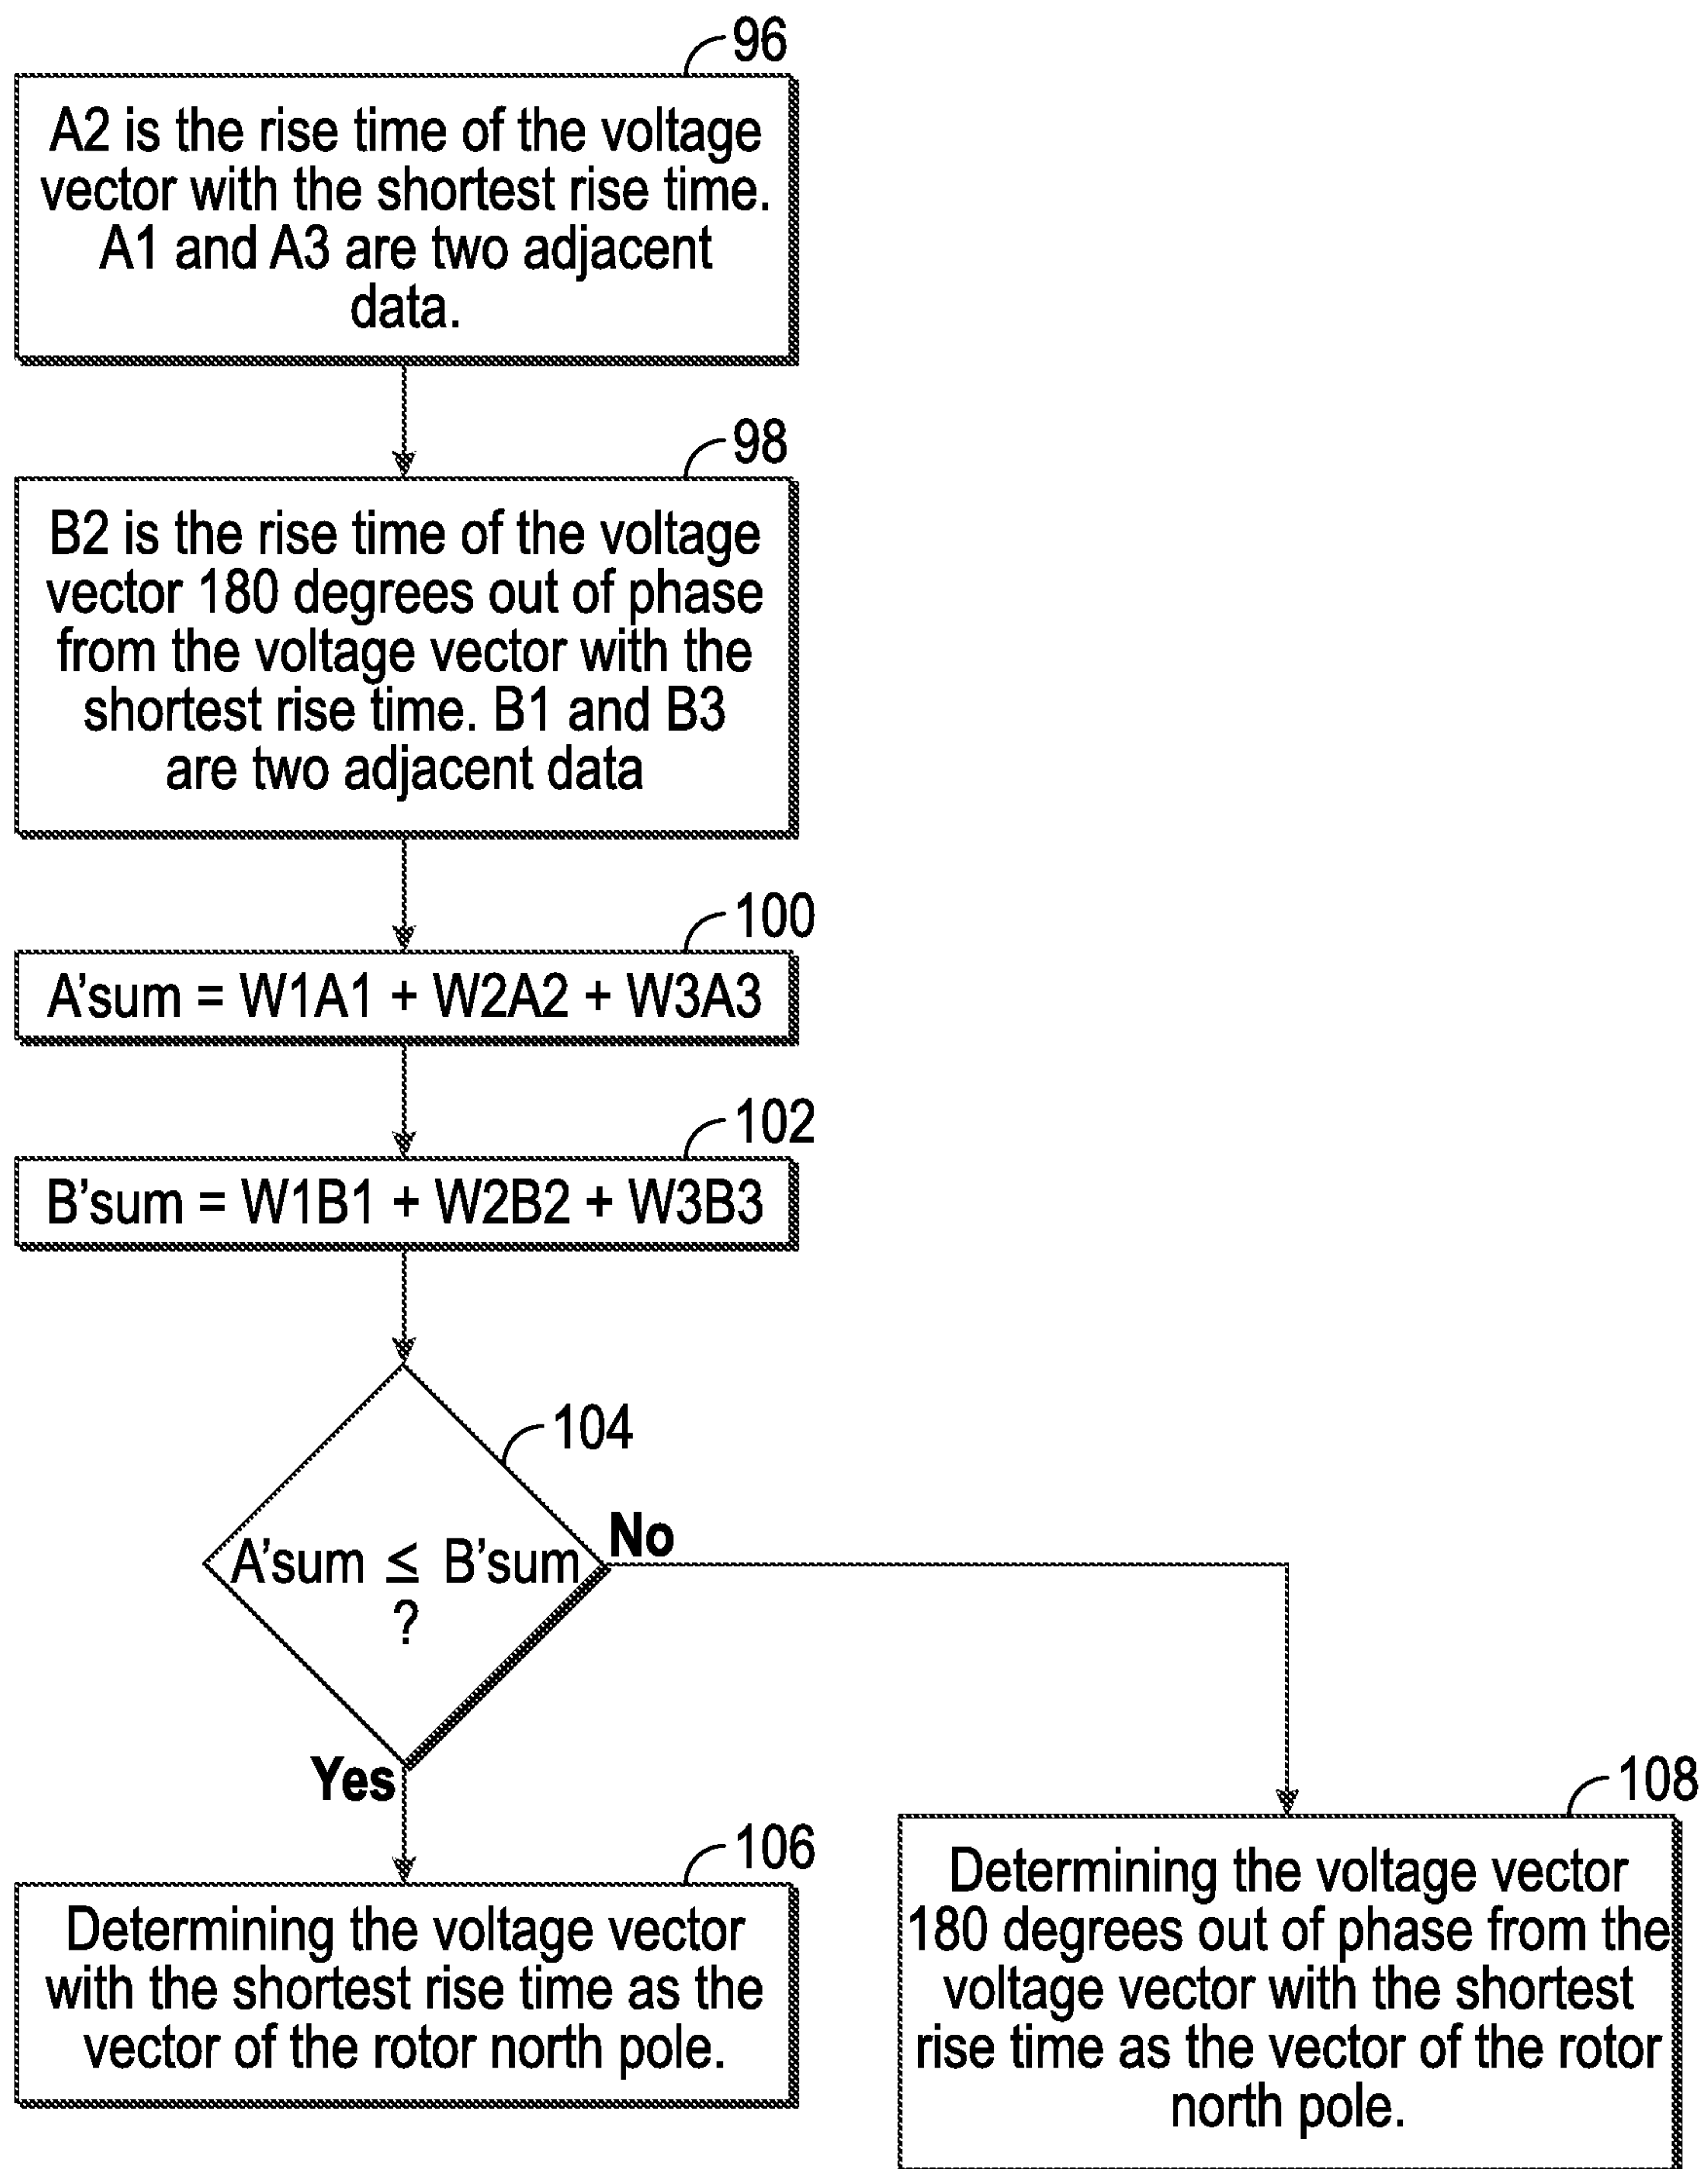 96
A2 is the rise time of the voltage
vector with the shortest rise time.
A1 and A3 are two adjacent
data.
98
B2 is the rise time of the voltage
vector 180 degrees out of phase
from the voltage vector with the
shortest rise time. B1 and B3
are two adjacent data
100
A'sum = W1A1 + W2A2 + W3A3
102
B'sum = W1B1 + W2B2 + W3B3
104
A'sum ≤ B'sum
?
No
Yes
106
Determining the voltage vector
with the shortest rise time as the
vector of the rotor north pole.
108
Determining the voltage vector
180 degrees out of phase from the
voltage vector with the shortest
rise time as the vector of the rotor
north pole.